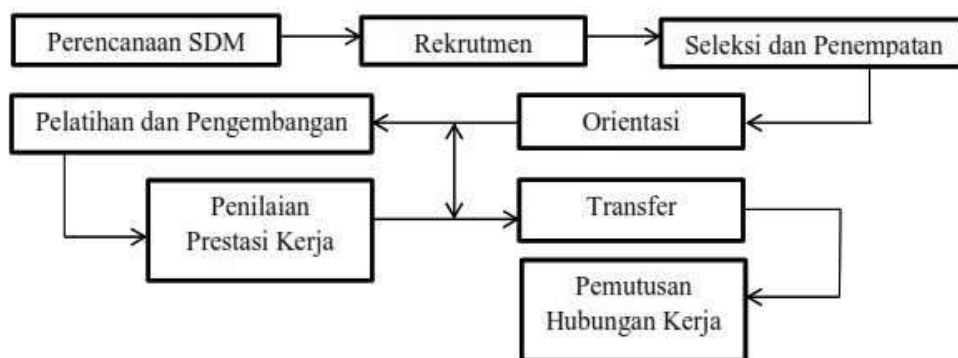 Perencanaan SDM
Rekrutmen
Seleksi dan Penempatan
Pelatihan dan Pengembangan
Orientasi
Penilaian
Prestasi Kerja
Transfer
Pemutusan
Hubungan Kerja